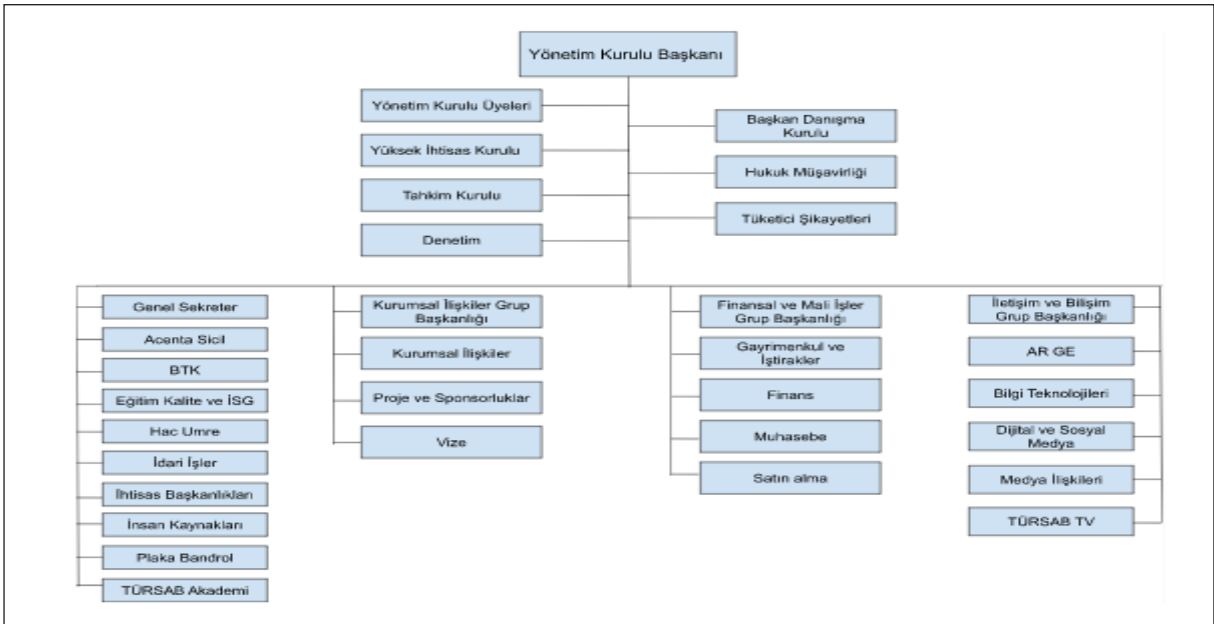 Yönetim Kurulu Başkanı
Yönetim Kurulu Üyeleri
Yüksek İhtisas Kurulu
Tahkim Kurulu
Denetim
Başkan Danışma
Kurulu
Hukuk Müşavirliği
Tüketici Şikayetleri
Genel Sekreter
Acenta Sicil
BTK
Eğitim Kalite ve İSG
Hac Umre
İdari İşler
İhtisas Başkanlıkları
İnsan Kaynakları
Plaka Bandrol
TÜRSAB Akademi
Kurumsal İlişkiler Grup
Başkanlığı
Kurumsal İlişkiler
Proje ve Sponsorluklar
Vize
Finansal ve Mali İşler
Grup Başkanlığı
Gayrimenkul ve
İştirakler
Finans
Muhasebe
Satın alma
İletişim ve Bilişim
Grup Başkanlığı
AR GE
Bilgi Teknolojileri
Dijital ve Sosyal
Medya
Medya İlişkileri
TÜRSAB TV